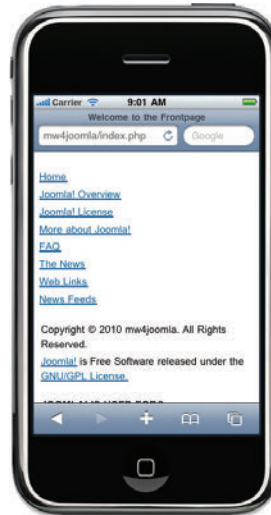 Carrier 9:01 AM
Welcome to the Frontpage
mw4joomla/index.php Google
Home
Joomla! Overview
Joomla! License
More about Joomla!
FAQ
The News
Web Links
News Feeds
Copyright © 2010 mw4joomla. All Rights
Reserved.
Joomla! is Free Software released under the
GNU/GPL License.